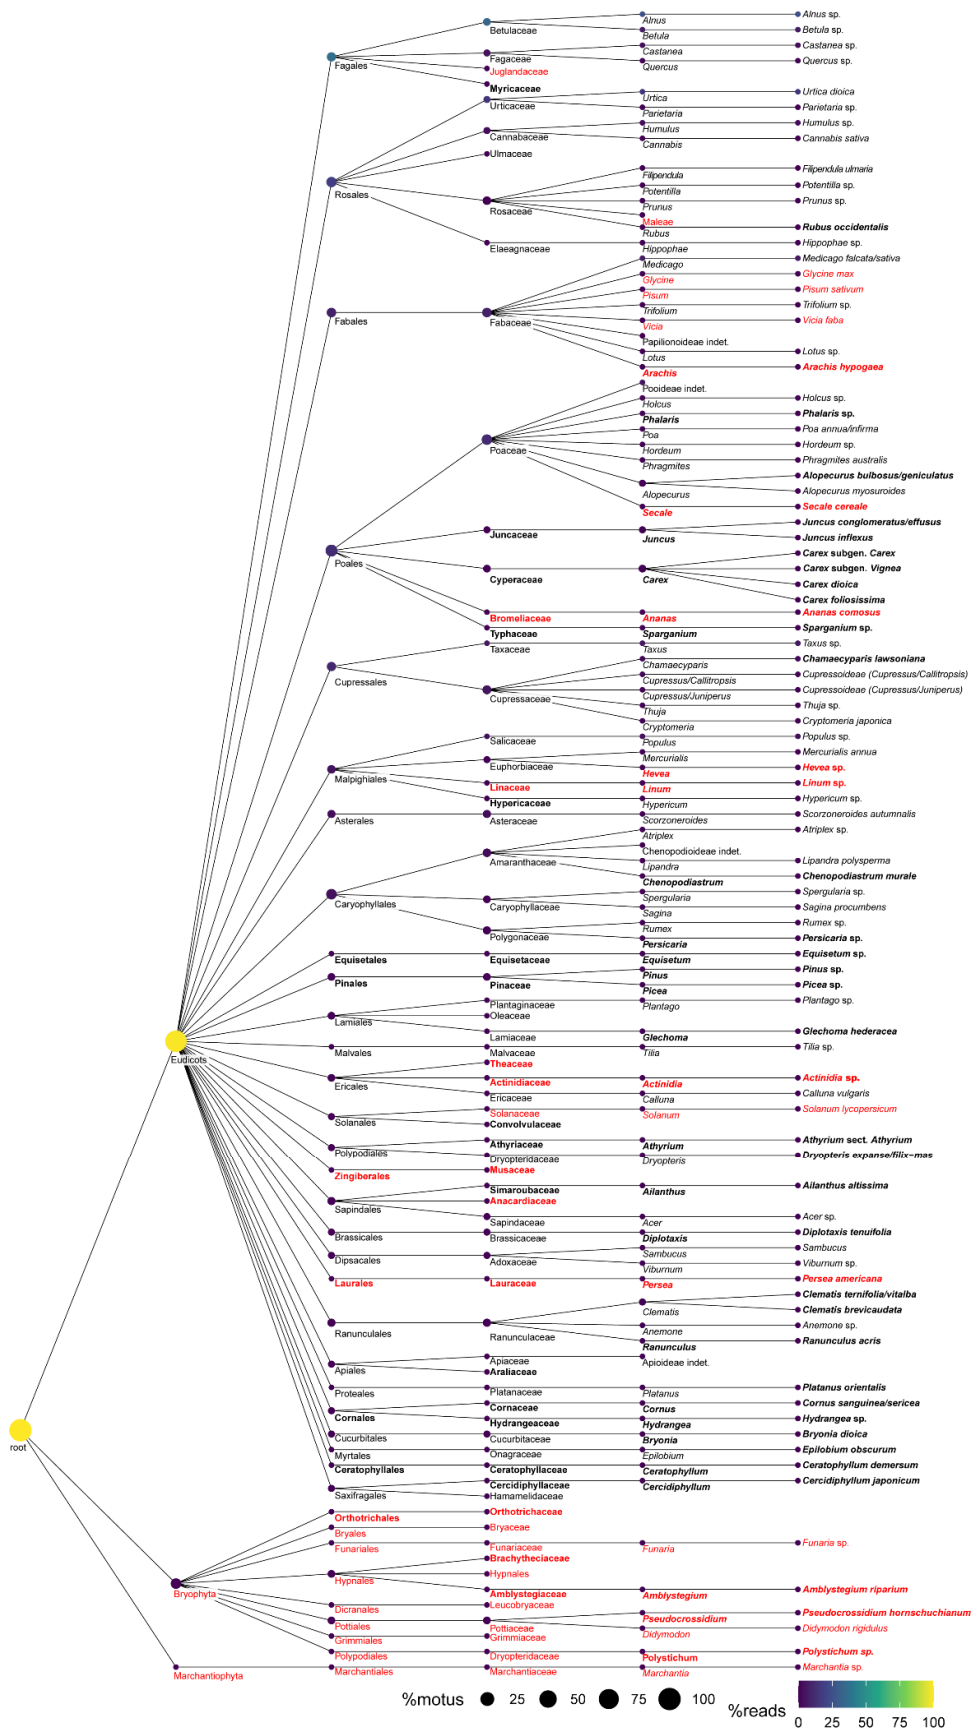 Alnus sp.
Alnus
Betulaceae
Betula sp.
Betula
Castanea sp.
Fagales
Fagaceae
Castanea
Quercus sp.
Quercus
Juglandaceae
Myricaceae
Urticaceae
Urtica
Urtica dioica
Parietaria
Parietaria sp.
Humulus sp.
Cannabaceae
Humulus
Cannabis sativa
Cannabis
Ulmaceae
Filipendula ulmaria
Filipendula
Rosales
Potentilla sp.
Potentilla
Prunus sp.
Rosaceae
Prunus
Maleae
Rubus occidentalis
Rubus
Hippophae sp.
Elaeagnaceae
Hippophae
Medicago falcata/sativa
Medicago
Glycine max
Glycine
Pisum sativum
Pisum
Trifolium sp.
Fabales
Fabaceae
Trifolium
Vicia faba
Vicia
Papilionoideae indet.
Lotus sp.
Lotus
Arachis hypogaea
Arachis
Pooideae indet.
Holcus sp.
Holcus
Phalaris sp.
Phalaris
Poa annua/infirma
Poa
Poaceae
Hordeum sp.
Hordeum
Phragmites australis
Phragmites
Alopecurus bulbosus/geniculatus
Alopecurus
Alopecurus myosuroides
Secale cereale
Secale
Juncus conglomeratus/effusus
Juncaceae
Juncus
Juncus inflexus
Poales
Carex subgen. Carex
Carex subgen. Vignea
Cyperaceae
Carex
Carex dioica
Carex foliosissima
Ananas comosus
Bromeliaceae
Ananas
Sparganium sp.
Typhaceae
Sparganium
Taxus sp.
Taxaceae
Taxus
Chamaecyparis lawsoniana
Chamaecyparis
Cupressoideae (Cupressus/Callitropsis)
Cupressales
Cupressus/Callitropsis
Cupressoideae (Cupressus/Juniperus)
Cupressaceae
Cupressus/Juniperus
Thuja sp.
Thuja
Cryptomeria japonica
Cryptomeria
Populus sp.
Salicaceae
Populus
Mercurialis annua
Mercurialis
Malpighiales
Euphorbiaceae
Hevea sp.
Hevea
Linum sp.
Linaceae
Linum
Hypericum sp.
Hypericaceae
Hypericum
Scorzoneroides autumnalis
Asterales
Asteraceae
Scorzoneroides
Atriplex sp.
Atriplex
Chenopodioideae indet.
Amaranthaceae
Lipandra polysperma
Lipandra
Chenopodiastrum murale
Chenopodiastrum
Spergularia sp.
Caryophyllales
Caryophyllaceae
Spergularia
Sagina procumbens
Sagina
Rumex sp.
Polygonaceae
Rumex
Persicaria sp.
Persicaria
Equisetum sp.
Equisetales
Equisetaceae
Equisetum
Pinus sp.
Pinales
Pinaceae
Pinus
Picea sp.
Picea
Plantago sp.
Plantaginaceae
Plantago
Oleaceae
Lamiales
Glechoma hederacea
Lamiaceae
Glechoma
Tilia sp.
Eudicots
Malvales
Malvaceae
Tilia
Theaceae
Actinidia sp.
Ericales
Actinidiaceae
Actinidia
Calluna vulgaris
Ericaceae
Calluna
Solanum lycopersicum
Solanales
Solanaceae
Solanum
Convolvulaceae
Athyrium sect. Athyrium
Athyriaceae
Athyrium
Polypodiales
Dryopteridaceae
Dryopteris
Dryopteris expanse/filix-mas
Zingiberales
Musaceae
Simaroubaceae
Ailanthus
Ailanthus altissima
Sapindales
Anacardiaceae
Acer sp.
Sapindaceae
Acer
Diplotaxis tenuifolia
Brassicales
Brassicaceae
Diplotaxis
Sambucus
Dipsacales
Adoxaceae
Sambucus
Viburnum sp.
Viburnum
Persea americana
Laurales
Lauraceae
Persea
Clematis ternifolia/vitalba
Clematis
Clematis brevicaudata
Anemone sp.
Ranunculales
Ranunculaceae
Anemone
Ranunculus acris
Ranunculus
Apiales
Apiaceae
Apioideae indet.
Araliaceae
Platanus orientalis
Proteales
Platanaceae
Platanus
Cornus sanguinea/sericea
Cornales
Cornaceae
Cornus
Hydrangea sp.
Hydrangeaceae
Hydrangea
Bryonia dioica
Cucurbitales
Cucurbitaceae
Bryonia
root
Epilobium obscurum
Myrtales
Onagraceae
Epilobium
Ceratophyllum demersum
Ceratophyllales
Ceratophyllaceae
Ceratophyllum
Cercidiphyllum japonicum
Saxifragales
Cercidiphyllaceae
Cercidiphyllum
Hamamelidaceae
Orthotrichales
Orthotrichaceae
Bryales
Bryaceae
Funaria sp.
Funariales
Funariaceae
Funaria
Brachytheciaceae
Hypnales
Hypnales
Bryophyta
Amblystegium riparium
Amblystegiaceae
Amblystegium
Dicranales
Leucobryaceae
Pseudocrossidium hornschuchianum
Pottiales
Pottiaceae
Pseudocrossidium
Didymodon rigidulus
Didymodon
Grimmiales
Grimmiaceae
Polystichum sp.
Polypodiales
Dryopteridaceae
Polystichum
Marchantia sp.
Marchantiophyta
Marchantiales
Marchantiaceae
Marchantia
%motus 25 50 75 100
%reads
0 25 50 75 100